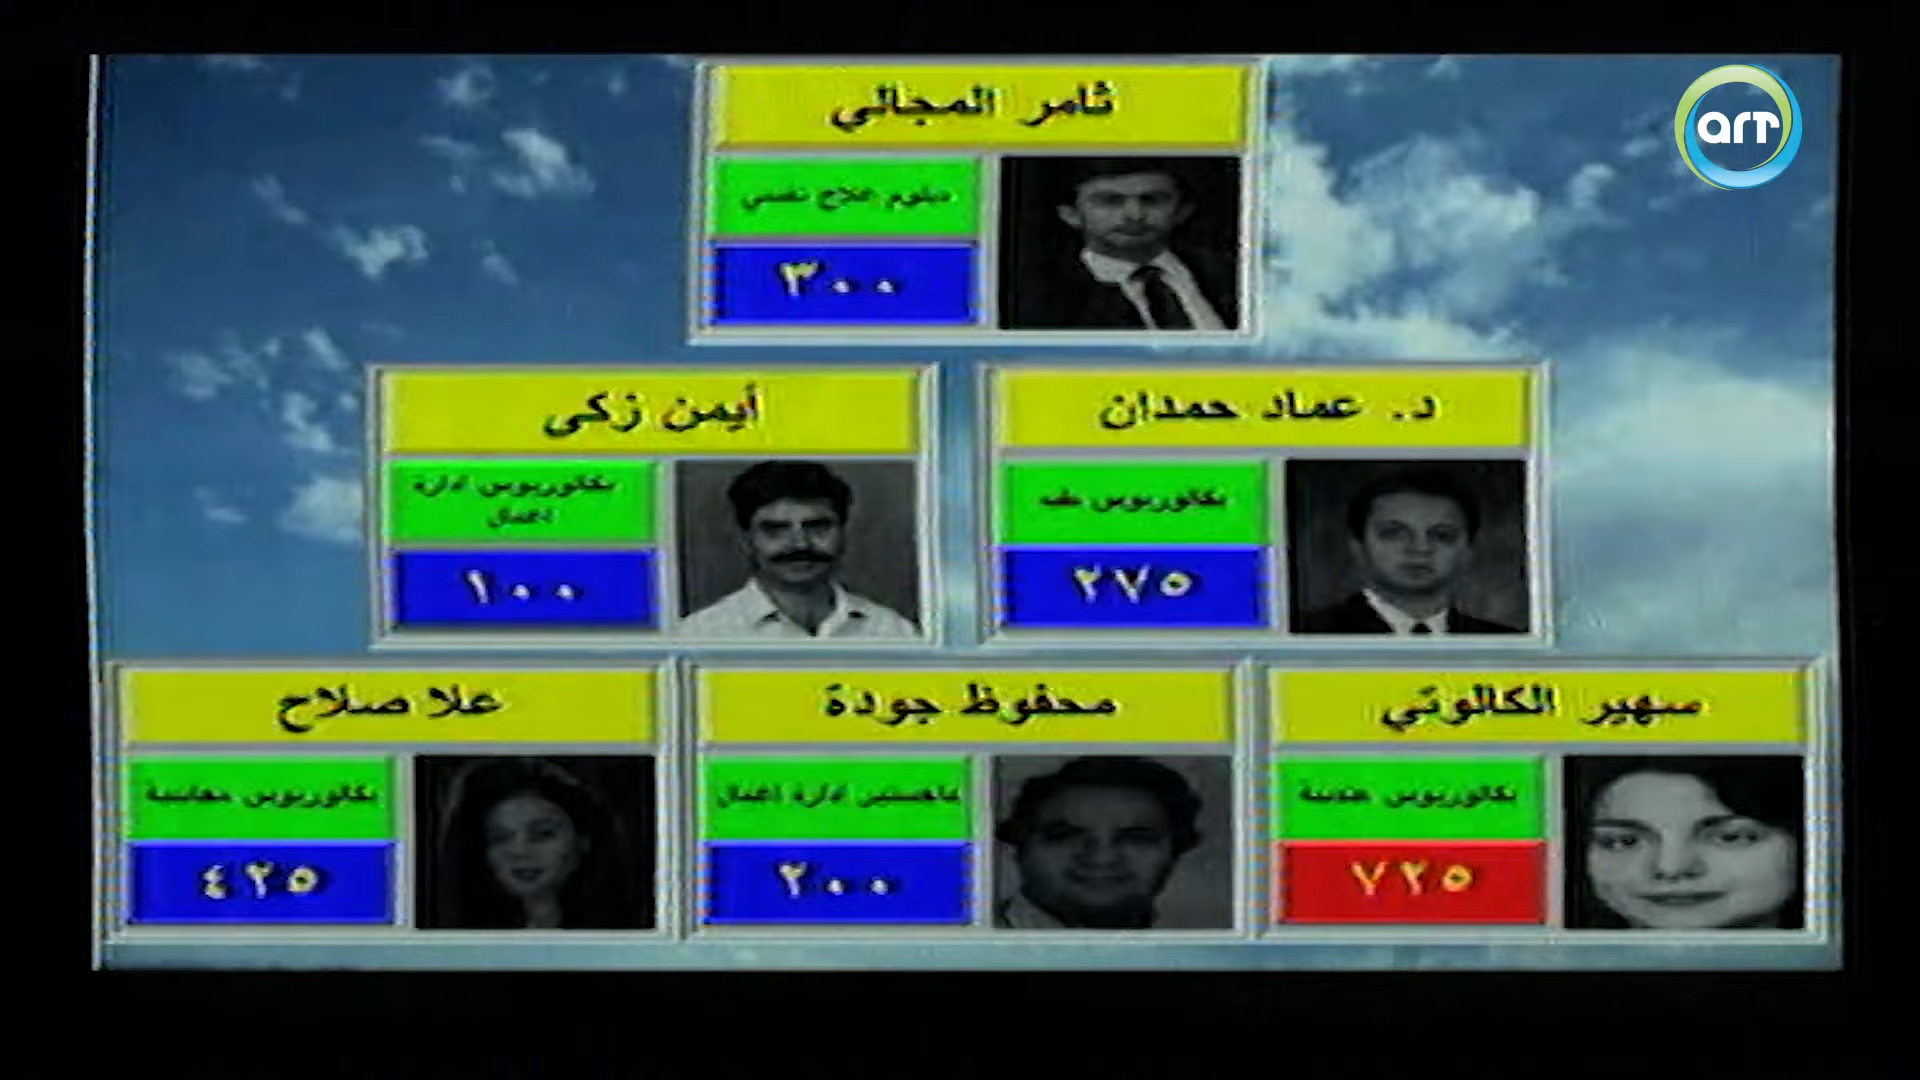 art
ثامر المجالي
دبلوم علاج نفسي
٣٠٠
د. عماد حمدان
بكالوريوس طب
٢٧٥
أيمن زكى
بكالوريوس ادارة
اعمال
١٠٠
سهير الكالوتي
بكالوريوس هندسة
٧٢٥
محفوظ جودة
ماجستير ادارة اعمال
٢٠٠
علا صلاح
بكالوريوس محاسبة
٤٢٥